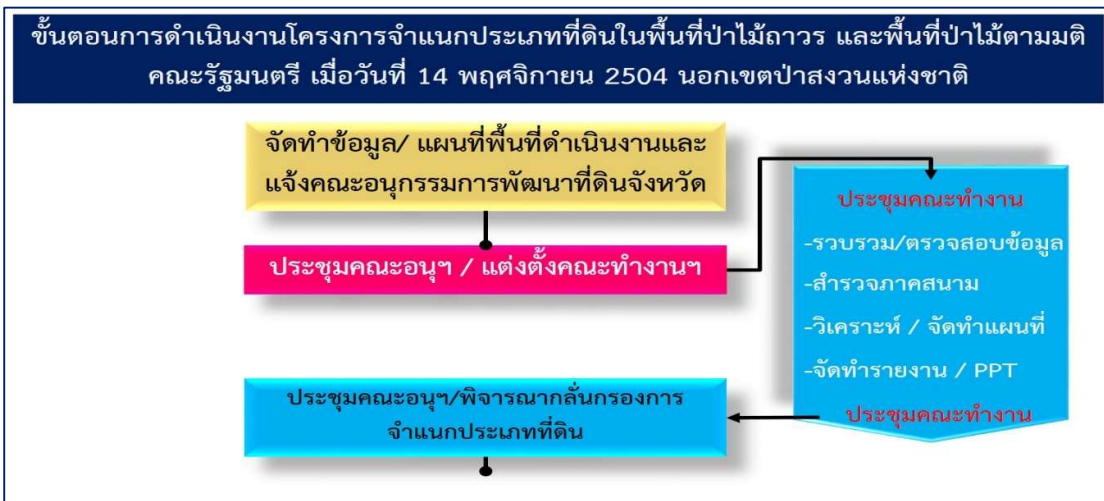 ขั้นตอนการดำเนินงานโครงการจำแนกประเภทที่ดินในพื้นที่ป่าไม้ถาวร และพื้นที่ป่าไม้ตามมติ
คณะรัฐมนตรี เมื่อวันที่ 14 พฤศจิกายน 2504 นอกเขตป่าสงวนแห่งชาติ
จัดทำข้อมูล/ แผนที่พื้นที่ดำเนินงานและ
แจ้งคณะอนุกรรมการพัฒนาที่ดินจังหวัด
ประชุมคณะอนุฯ / แต่งตั้งคณะทำงานฯ
ประชุมคณะทำงาน
-รวบรวม/ตรวจสอบข้อมูล
-สำรวจภาคสนาม
-วิเคราะห์ / จัดทำแผนที่
-จัดทำรายงาน / PPT
ประชุมคณะทำงาน
ประชุมคณะอนุฯ/พิจารณากลั่นกรองการ
จำแนกประเภทที่ดิน